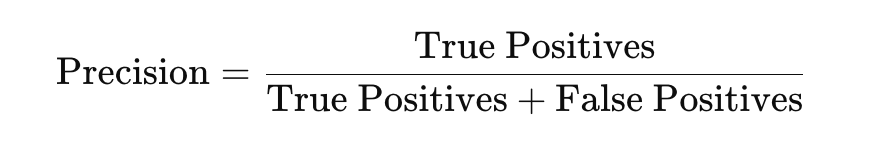 Precision = True Positives / True Positives + False Positives